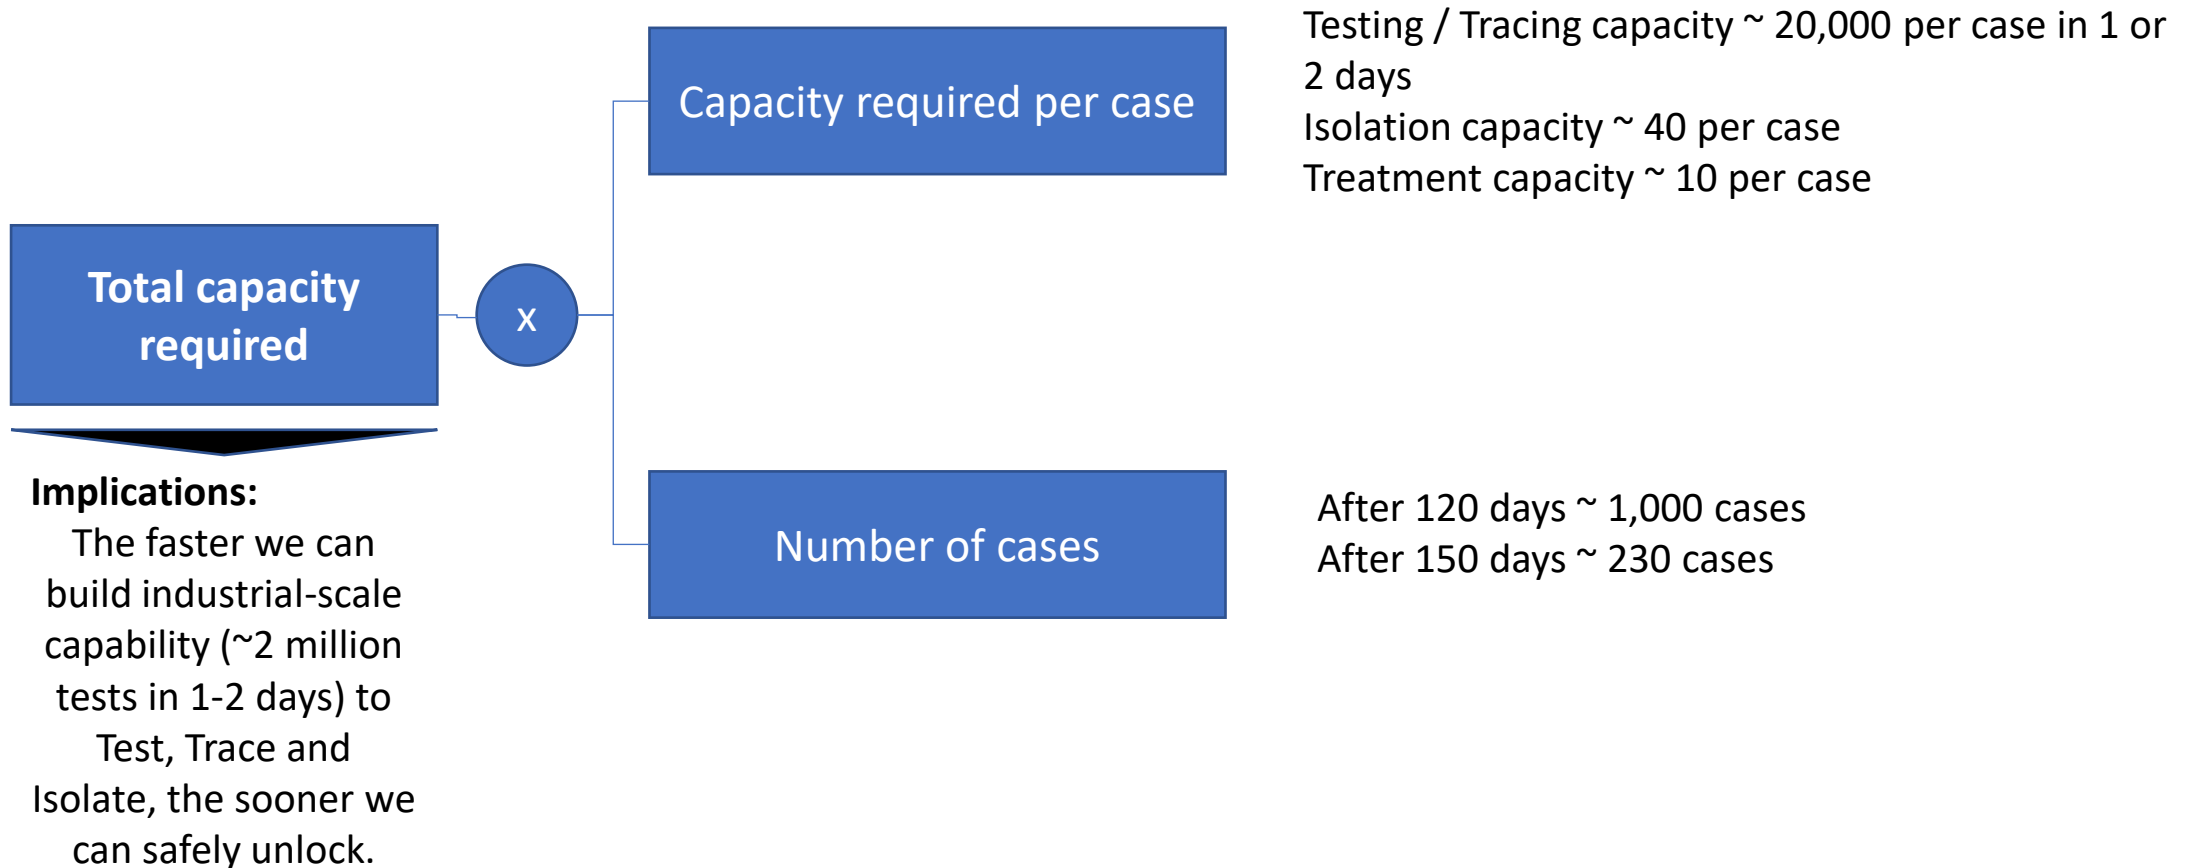 Testing / Tracing capacity ~ 20,000 per case in 1 or
2 days
Isolation capacity ~ 40 per case
Treatment capacity ~ 10 per case
Capacity required per case
Total capacity
required
x
Implications:
The faster we can
build industrial-scale
capability (~2 million
tests in 1-2 days) to
Test, Trace and
Isolate, the sooner we
can safely unlock.
Number of cases
After 120 days ~ 1,000 cases
After 150 days ~ 230 cases